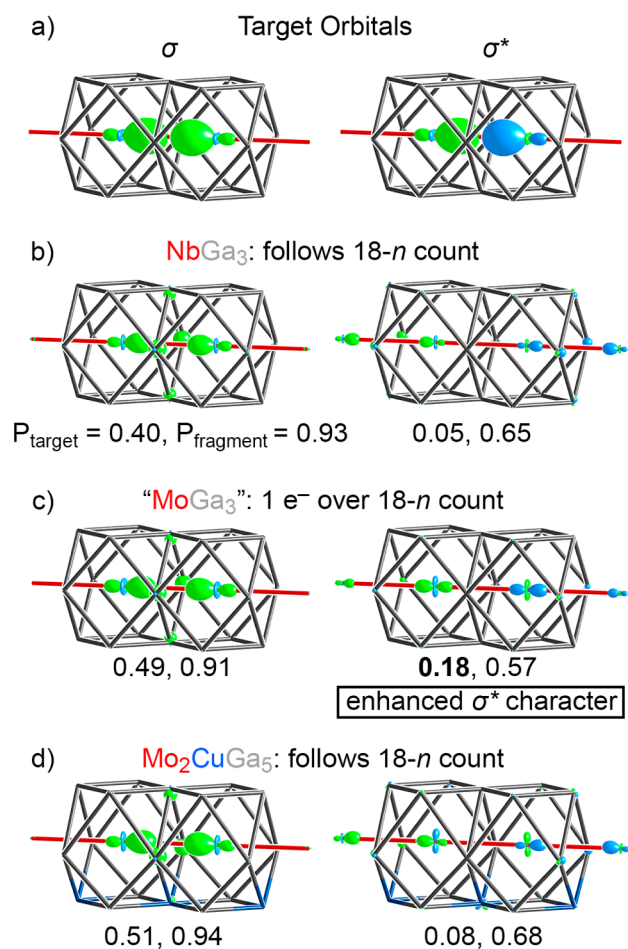 a) Target Orbitals
σ σ*
b) NbGa3: follows 18-n count
Ptarget = 0.40, Pfragment = 0.93 0.05, 0.65
c) “MoGa3”: 1 e– over 18-n count
0.49, 0.91 0.18, 0.57
enhanced σ* character
d) Mo2CuGa5: follows 18-n count
0.51, 0.94 0.08, 0.68